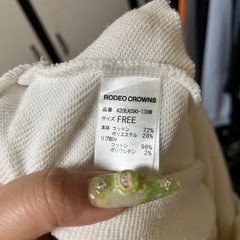 RODEO CROWNS
品番 420EAS90-138M
サイズ FREE
本体 コットン 72%
ポリエステル 28%
リブ部分
コットン 98%
ポリウレタン 2%